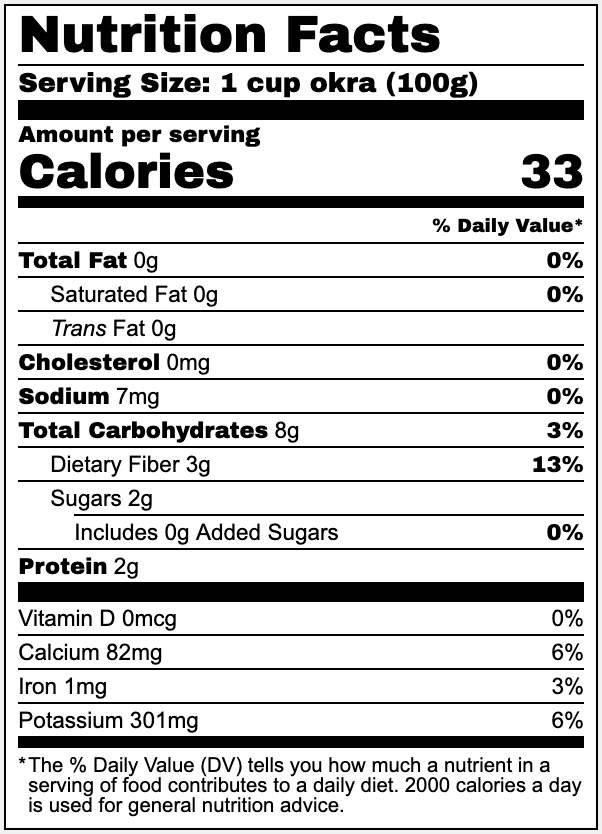 Nutrition Facts
Serving Size: 1 cup okra (100g)
Amount per serving
Calories 33
% Daily Value*
Total Fat 0g 0%
Saturated Fat 0g 0%
Trans Fat 0g
Cholesterol 0mg 0%
Sodium 7mg 0%
Total Carbohydrates 8g 3%
Dietary Fiber 3g 13%
Sugars 2g
Includes 0g Added Sugars 0%
Protein 2g
Vitamin D 0mcg 0%
Calcium 82mg 6%
Iron 1mg 3%
Potassium 301mg 6%
*The % Daily Value (DV) tells you how much a nutrient in a
serving of food contributes to a daily diet. 2000 calories a day
is used for general nutrition advice.